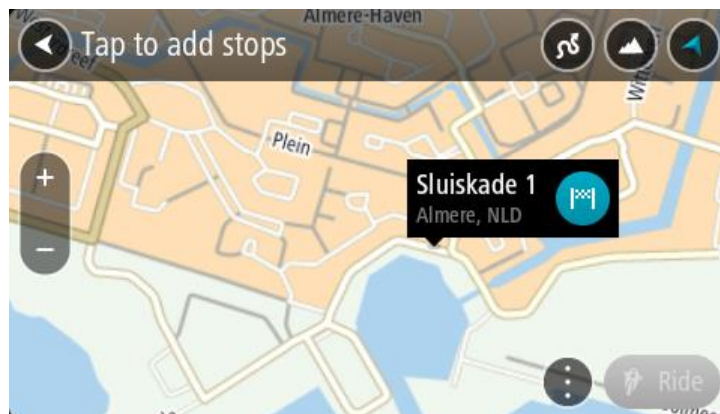 Almere-Haven
Tap to add stops
Plein
Sluiskade 1
Almere, NLD
+
−
Ride